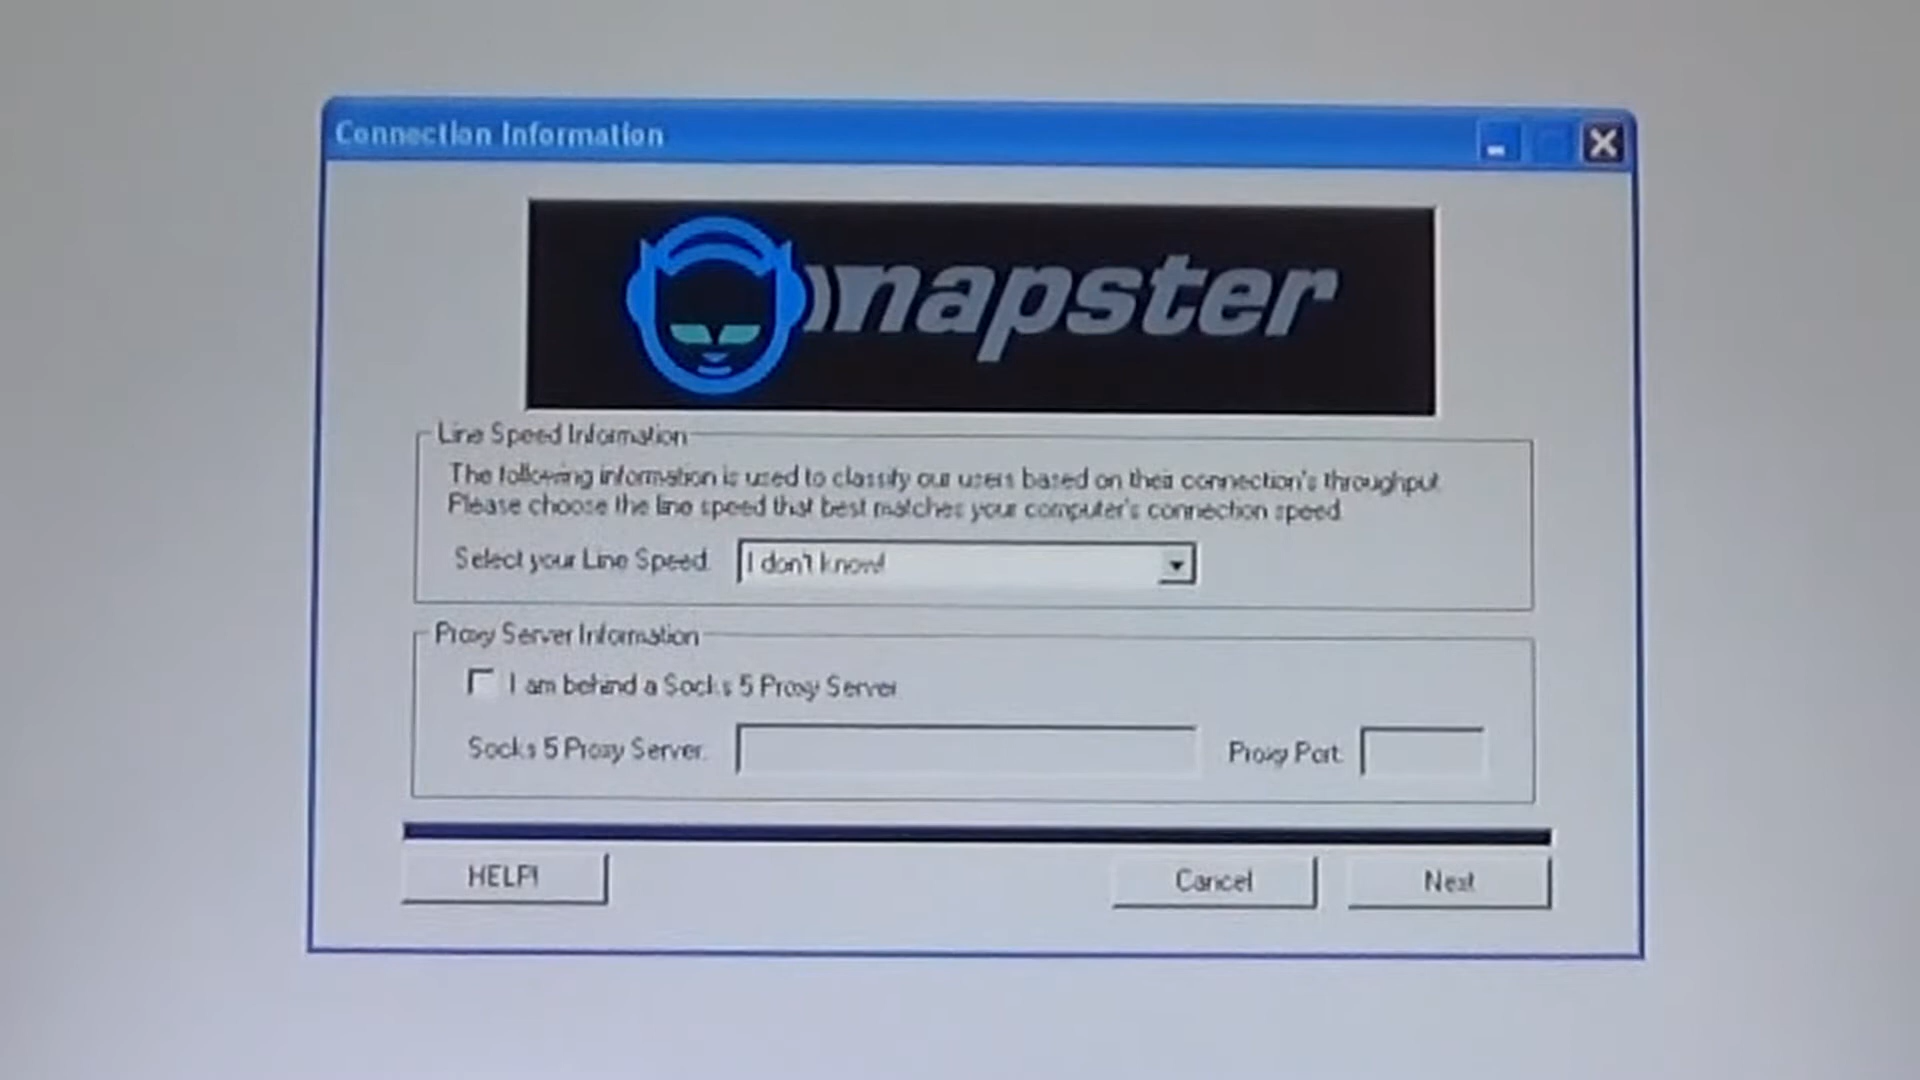 Connection Information
napster
Line Speed Information
The following information is used to classify our users based on their connection's throughput.
Please choose the line speed that best matches your computer's connection speed.
Select your Line Speed:
I don't know!
Proxy Server Information
I am behind a Socks 5 Proxy Server
Socks 5 Proxy Server:
Proxy Port:
HELP!
Cancel
Next